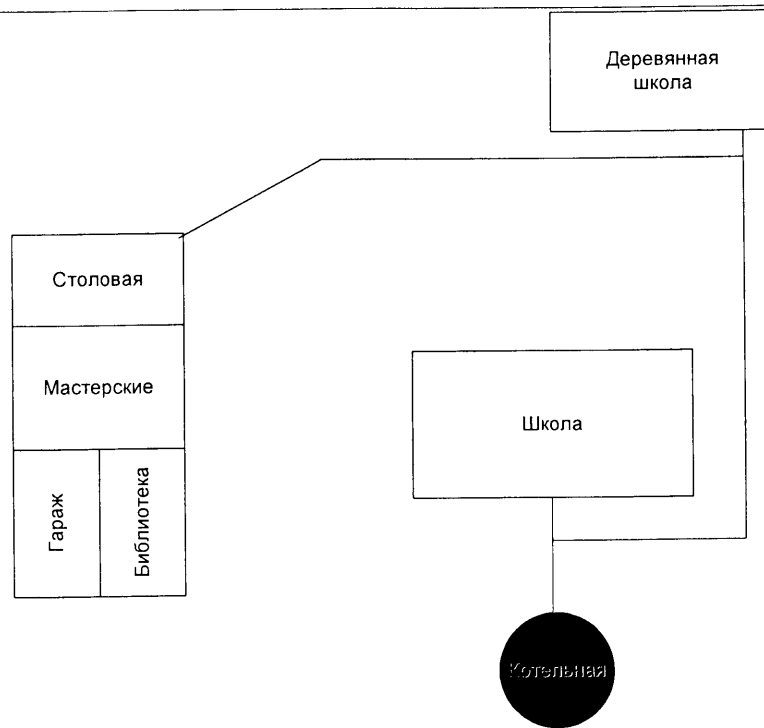 Деревянная
школа
Столовая
Мастерские
Школа
Гараж
Библиотека
Котельная